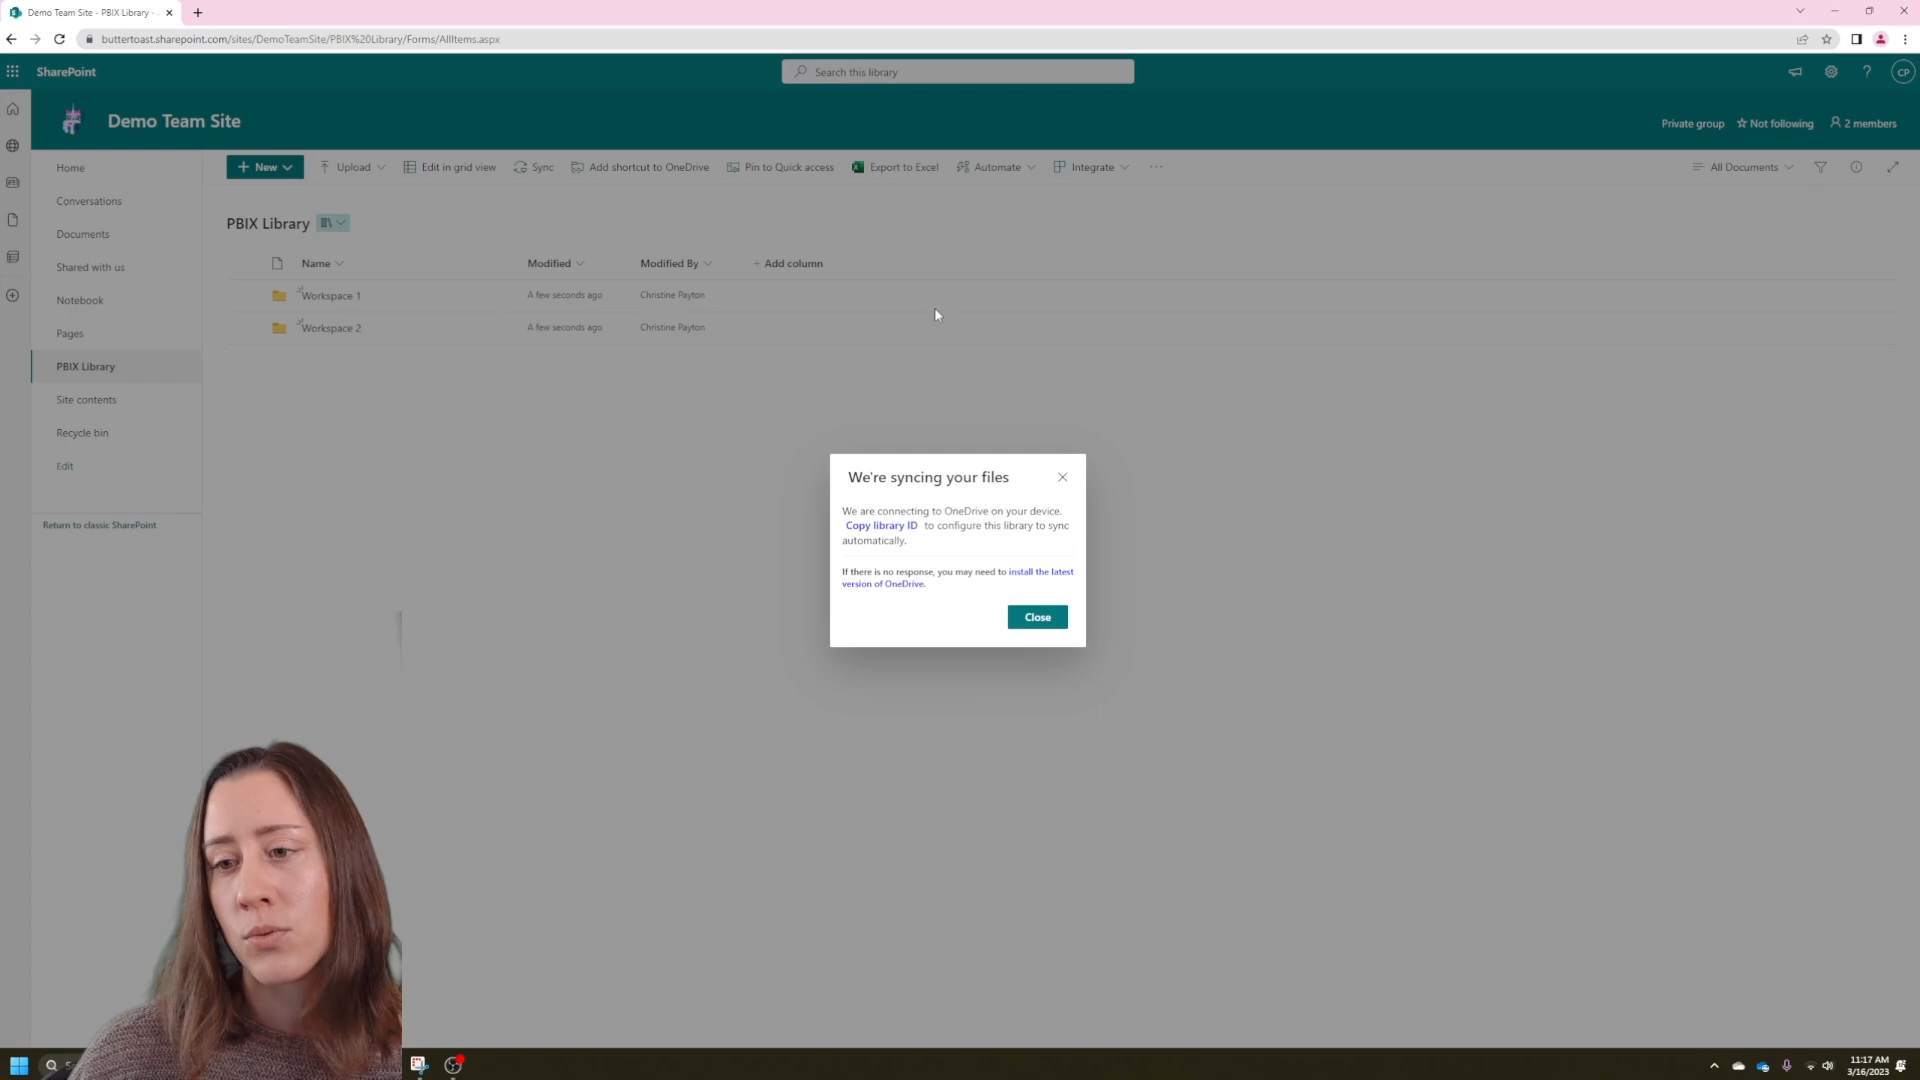 Demo Team Site - PBIX Library -
buttertoast.sharepoint.com/sites/DemoTeamSite/PBIX%20Library/Forms/AllItems.aspx
SharePoint
Search this library
?
CP
Demo Team Site
Private group
Not following
2 members
Home
Conversations
Documents
Shared with us
Notebook
Pages
PBIX Library
Site contents
Recycle bin
Edit
Return to classic SharePoint
New
Upload
Edit in grid view
Sync
Add shortcut to OneDrive
Pin to Quick access
Export to Excel
Automate
Integrate
All Documents
PBIX Library
Name
Modified
Modified By
+ Add column
Workspace 1
A few seconds ago
Christine Payton
Workspace 2
A few seconds ago
Christine Payton
We're syncing your files
We are connecting to OneDrive on your device.
Copy library ID to configure this library to sync
automatically.
If there is no response, you may need to install the latest
version of OneDrive.
Close
11:17 AM
3/16/2023